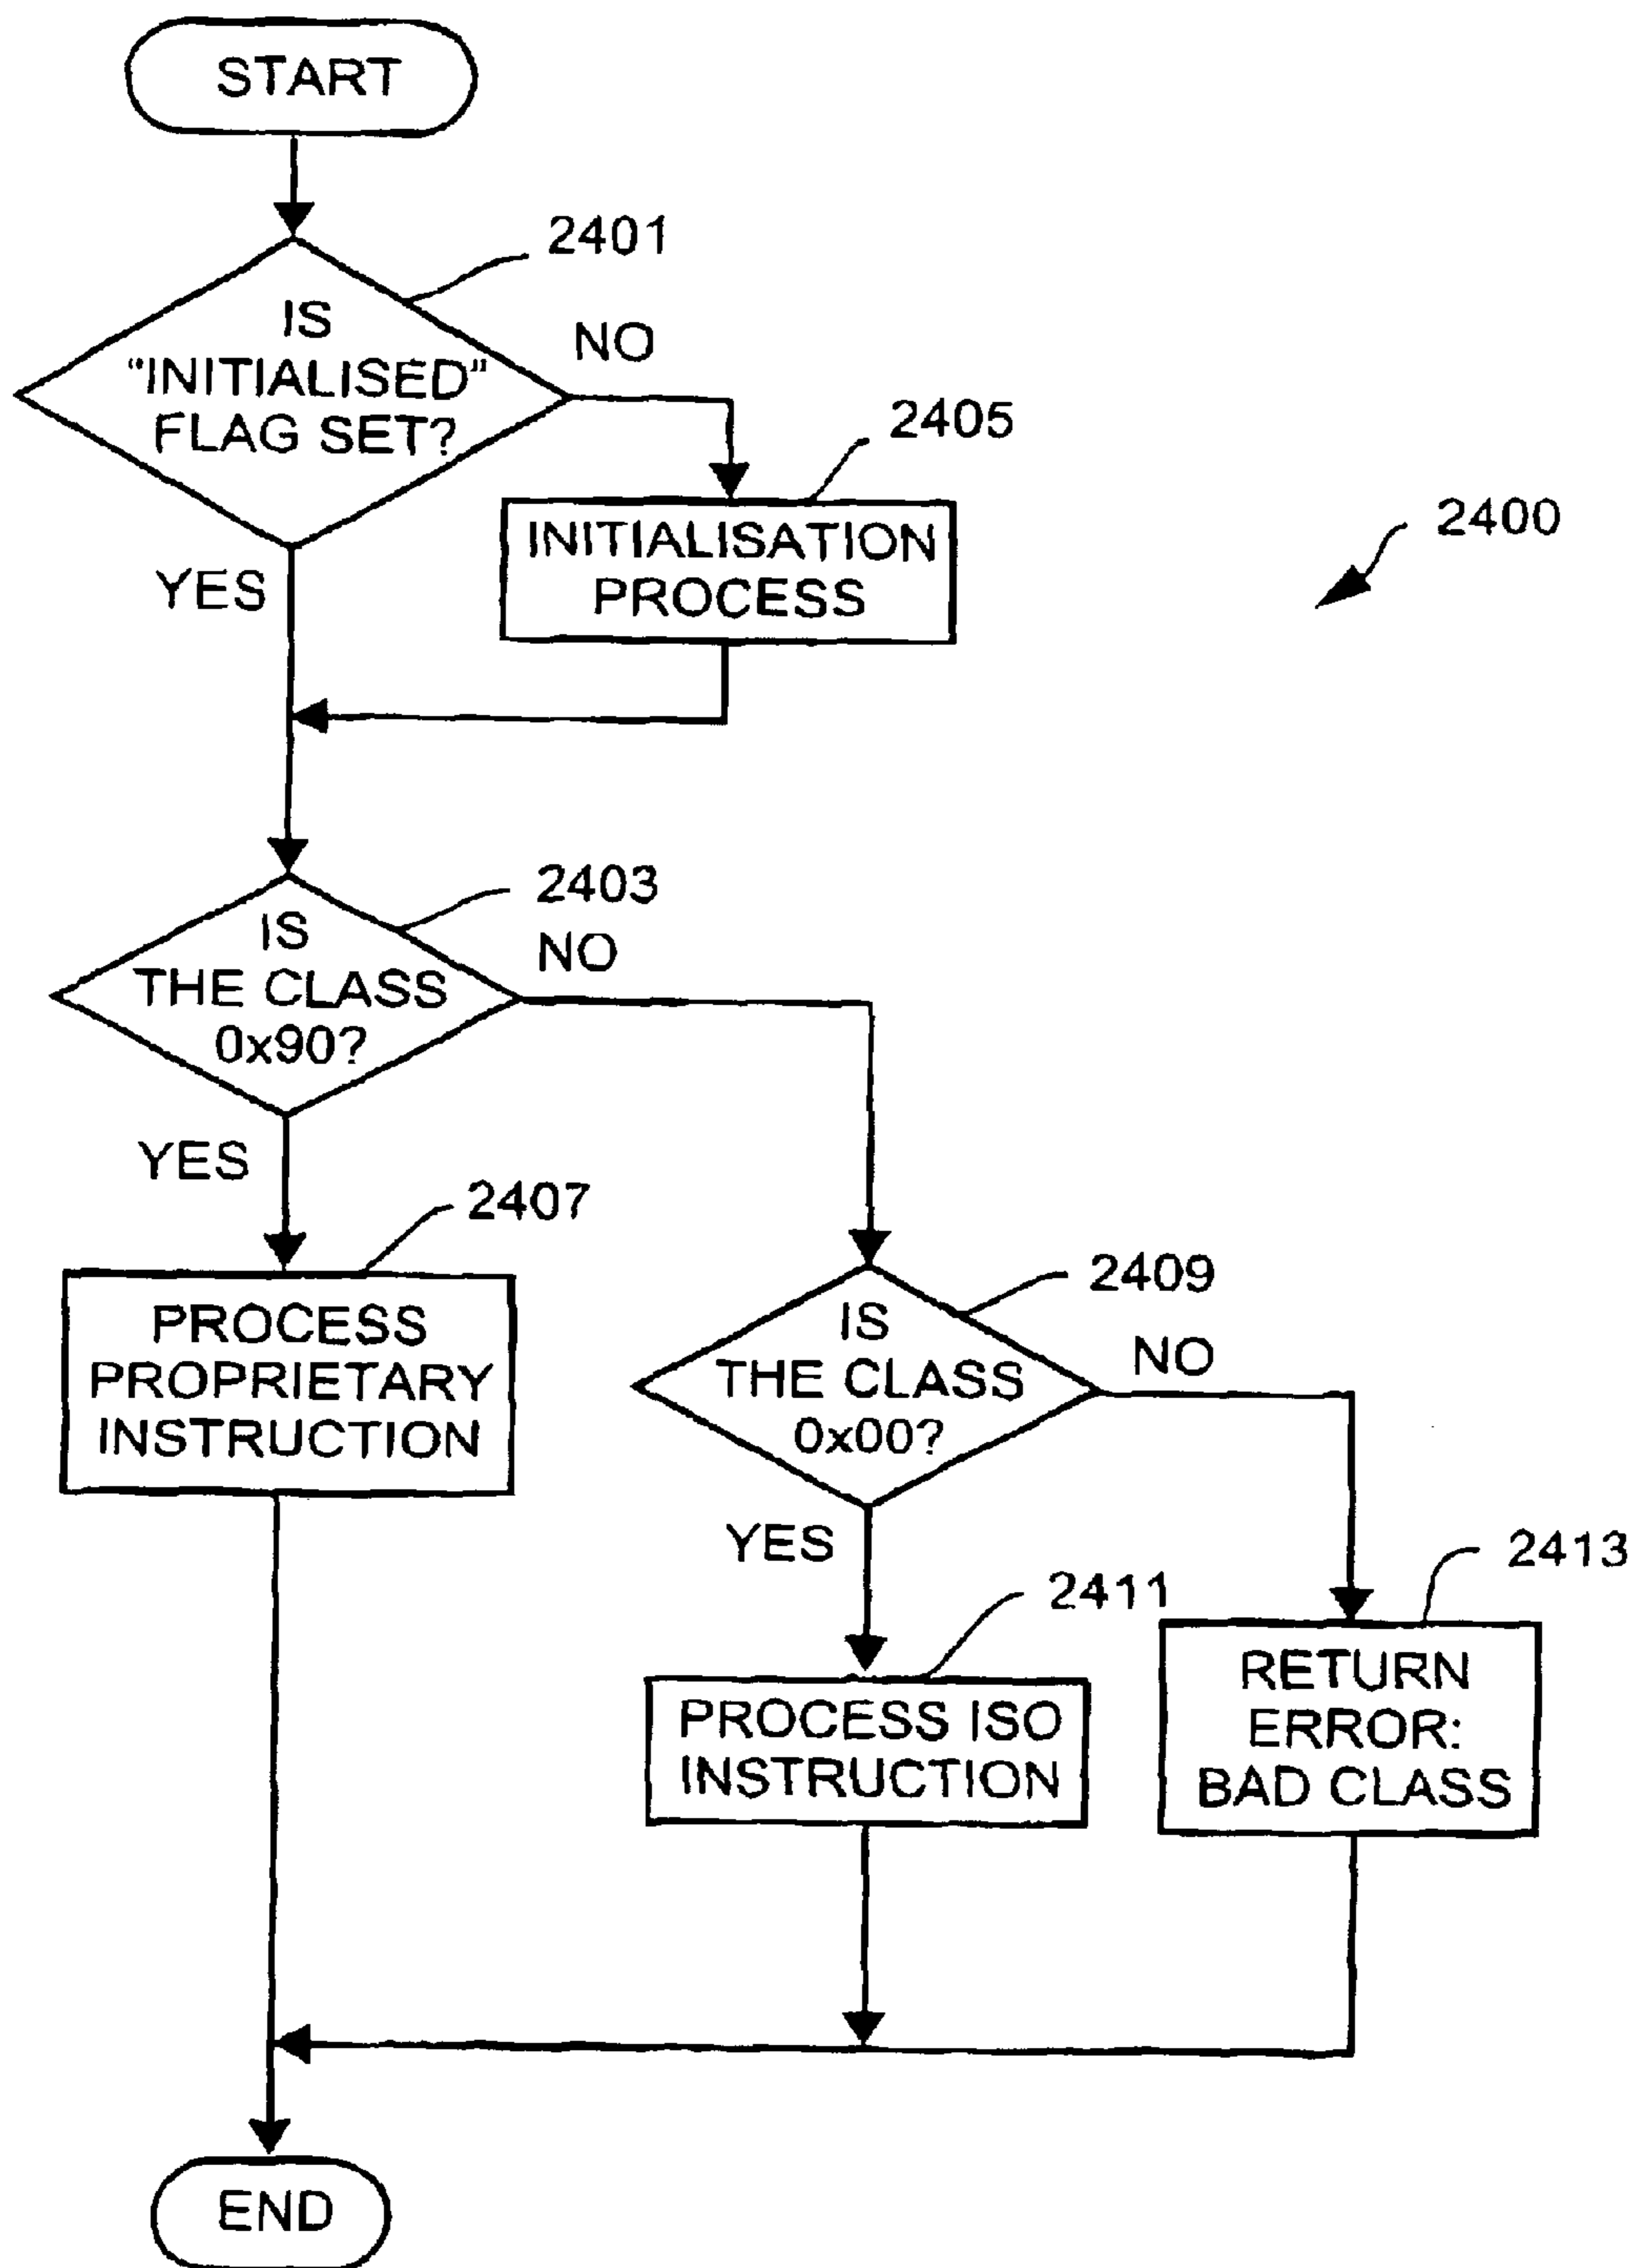 START
2401
IS
"INITIALISED"
FLAG SET?
NO
2405
INITIALISATION
PROCESS
2400
YES
2403
IS
THE CLASS
0x90?
NO
YES
2407
PROCESS
PROPRIETARY
INSTRUCTION
2409
IS
THE CLASS
0x00?
NO
YES
2411
PROCESS ISO
INSTRUCTION
2413
RETURN
ERROR:
BAD CLASS
END